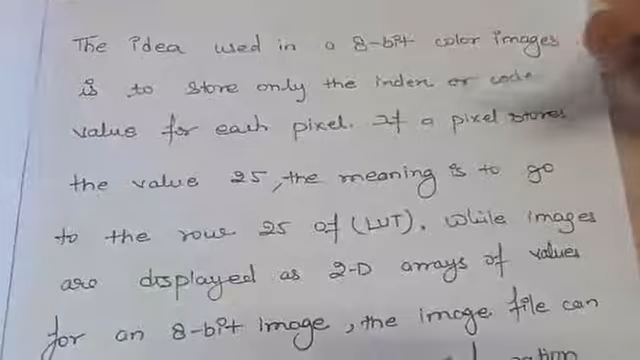 The idea used in a 8-bit color images
is to store only the index or code
value for each pixel. If a pixel stores
the value 25, the meaning is to go
to the row 25 of (LUT). While images
are displayed as 2-D arrays of values
for an 8-bit image, the image file can